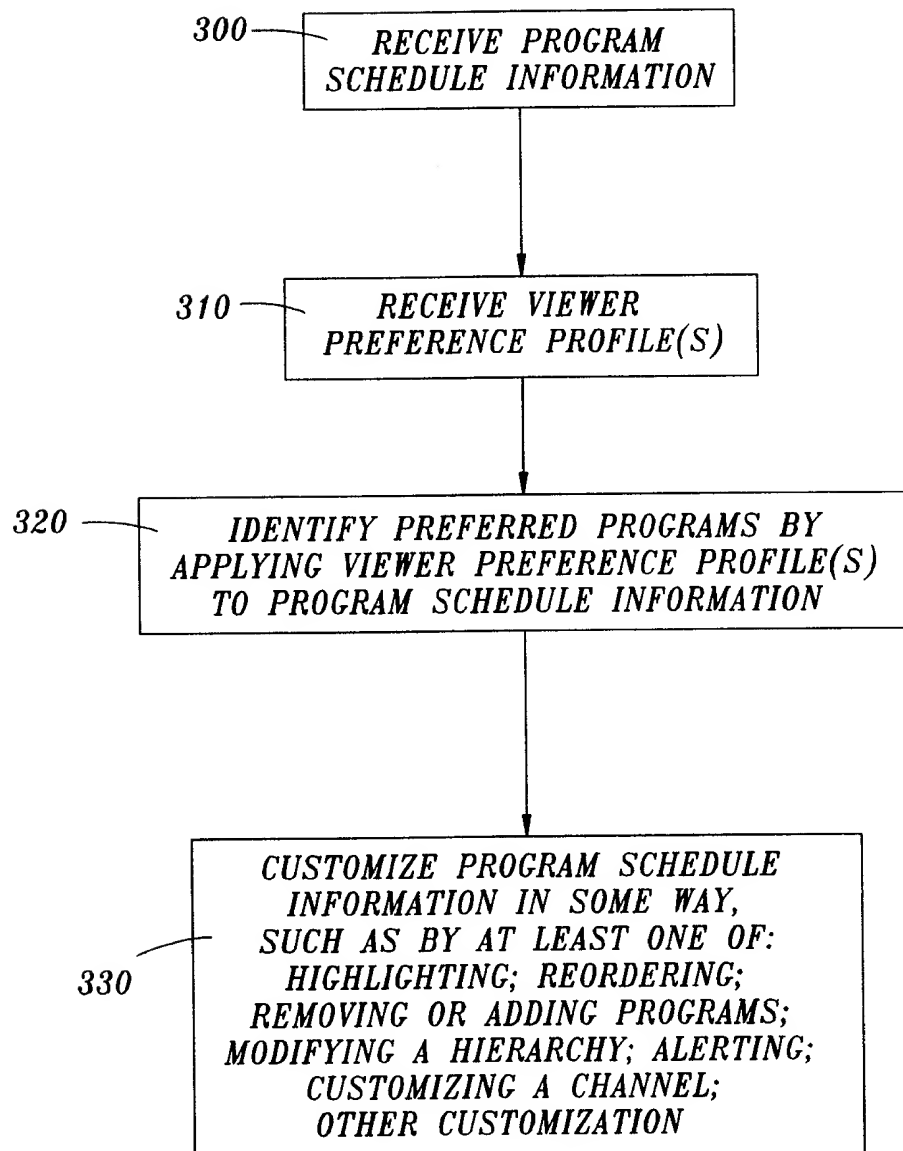 300
RECEIVE PROGRAM
SCHEDULE INFORMATION
310
RECEIVE VIEWER
PREFERENCE PROFILE(S)
320
IDENTIFY PREFERRED PROGRAMS BY
APPLYING VIEWER PREFERENCE PROFILE(S)
TO PROGRAM SCHEDULE INFORMATION
330
CUSTOMIZE PROGRAM SCHEDULE
INFORMATION IN SOME WAY,
SUCH AS BY AT LEAST ONE OF:
HIGHLIGHTING; REORDERING;
REMOVING OR ADDING PROGRAMS;
MODIFYING A HIERARCHY; ALERTING;
CUSTOMIZING A CHANNEL;
OTHER CUSTOMIZATION